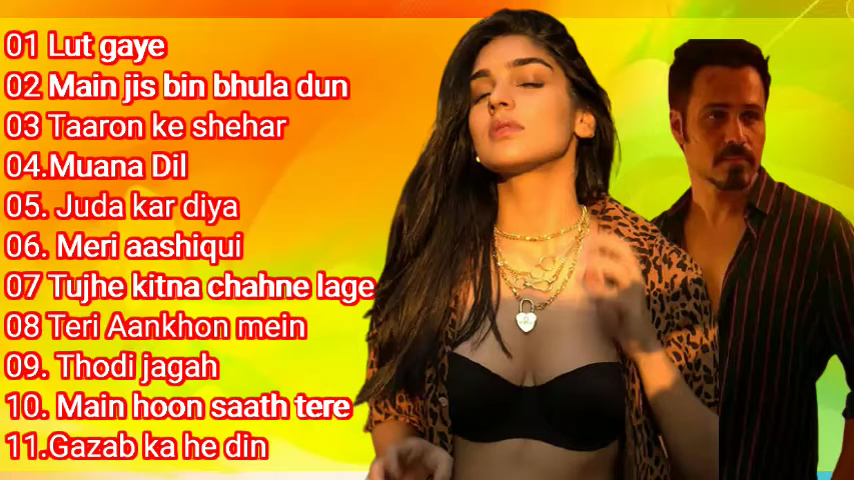 01 Lut gaye
02 Main jis bin bhula dun
03 Taaron ke shehar
04.Muana Dil
05. Juda kar diya
06. Meri aashiqui
07 Tujhe kitna chahne lage
08 Teri Aankhon mein
09. Thodi jagah
10. Main hoon saath tere
11.Gazab ka he din